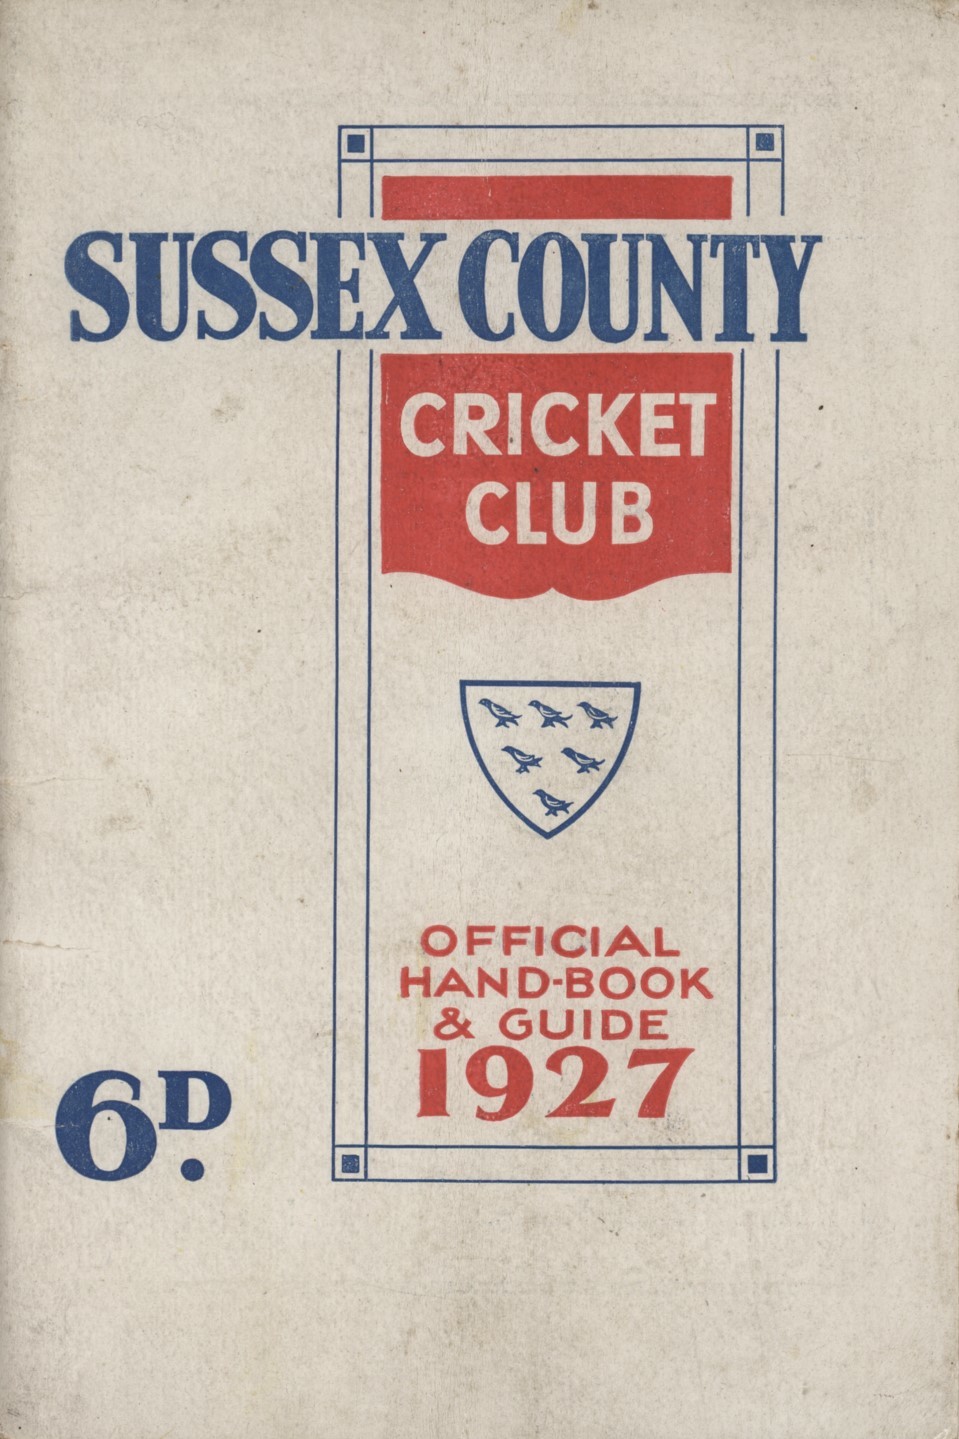 SUSSEX COUNTY
CRICKET
CLUB
OFFICIAL
HAND-BOOK
& GUIDE
1927
6D.